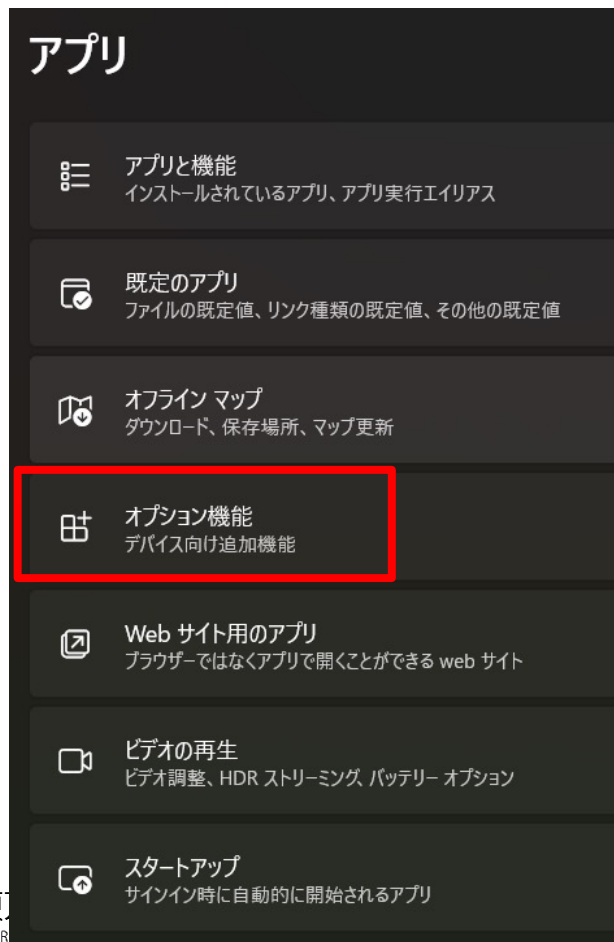 アプリ
アプリと機能
インストールされているアプリ、アプリ実行エイリアス
既定のアプリ
ファイルの既定値、リンク種類の既定値、その他の既定値
オフライン マップ
ダウンロード、保存場所、マップ更新
オプション機能
デバイス向け追加機能
Web サイト用のアプリ
ブラウザーではなくアプリで開くことができる web サイト
ビデオの再生
ビデオ調整、HDR ストリーミング、バッテリー オプション
スタートアップ
サインイン時に自動的に開始されるアプリ